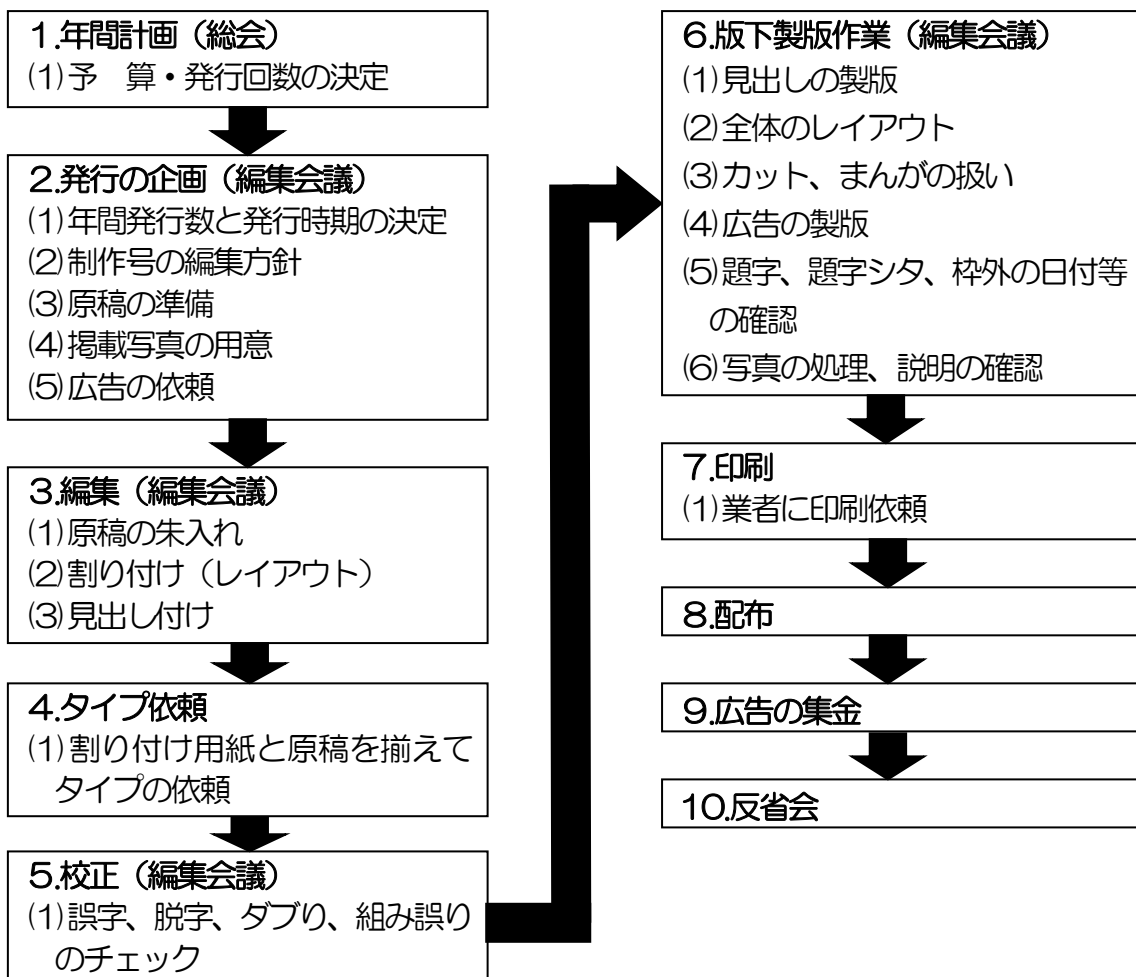 1.年間計画（総会）
(1)予　算・発行回数の決定
2.発行の企画（編集会議）
(1)年間発行数と発行時期の決定
(2)制作号の編集方針
(3)原稿の準備
(4)掲載写真の用意
(5)広告の依頼
3.編集（編集会議）
(1)原稿の朱入れ
(2)割り付け（レイアウト）
(3)見出し付け
4.タイプ依頼
(1)割り付け用紙と原稿を揃えて
タイプの依頼
5.校正（編集会議）
(1)誤字、脱字、ダブり、組み誤り
のチェック
6.版下製版作業（編集会議）
(1)見出しの製版
(2)全体のレイアウト
(3)カット、まんがの扱い
(4)広告の製版
(5)題字、題字シタ、枠外の日付等
の確認
(6)写真の処理、説明の確認
7.印刷
(1)業者に印刷依頼
8.配布
9.広告の集金
10.反省会